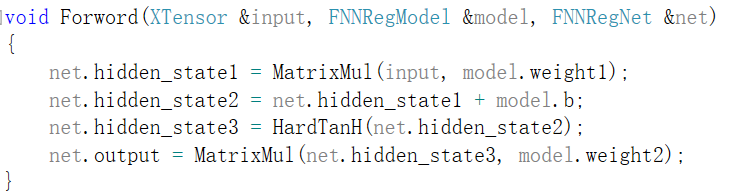 void Forword(XTensor &input, FNNRegModel &model, FNNRegNet &net)
{
    net.hidden_state1 = MatrixMul(input, model.weight1);
    net.hidden_state2 = net.hidden_state1 + model.b;
    net.hidden_state3 = HardTanH(net.hidden_state2);
    net.output = MatrixMul(net.hidden_state3, model.weight2);
}